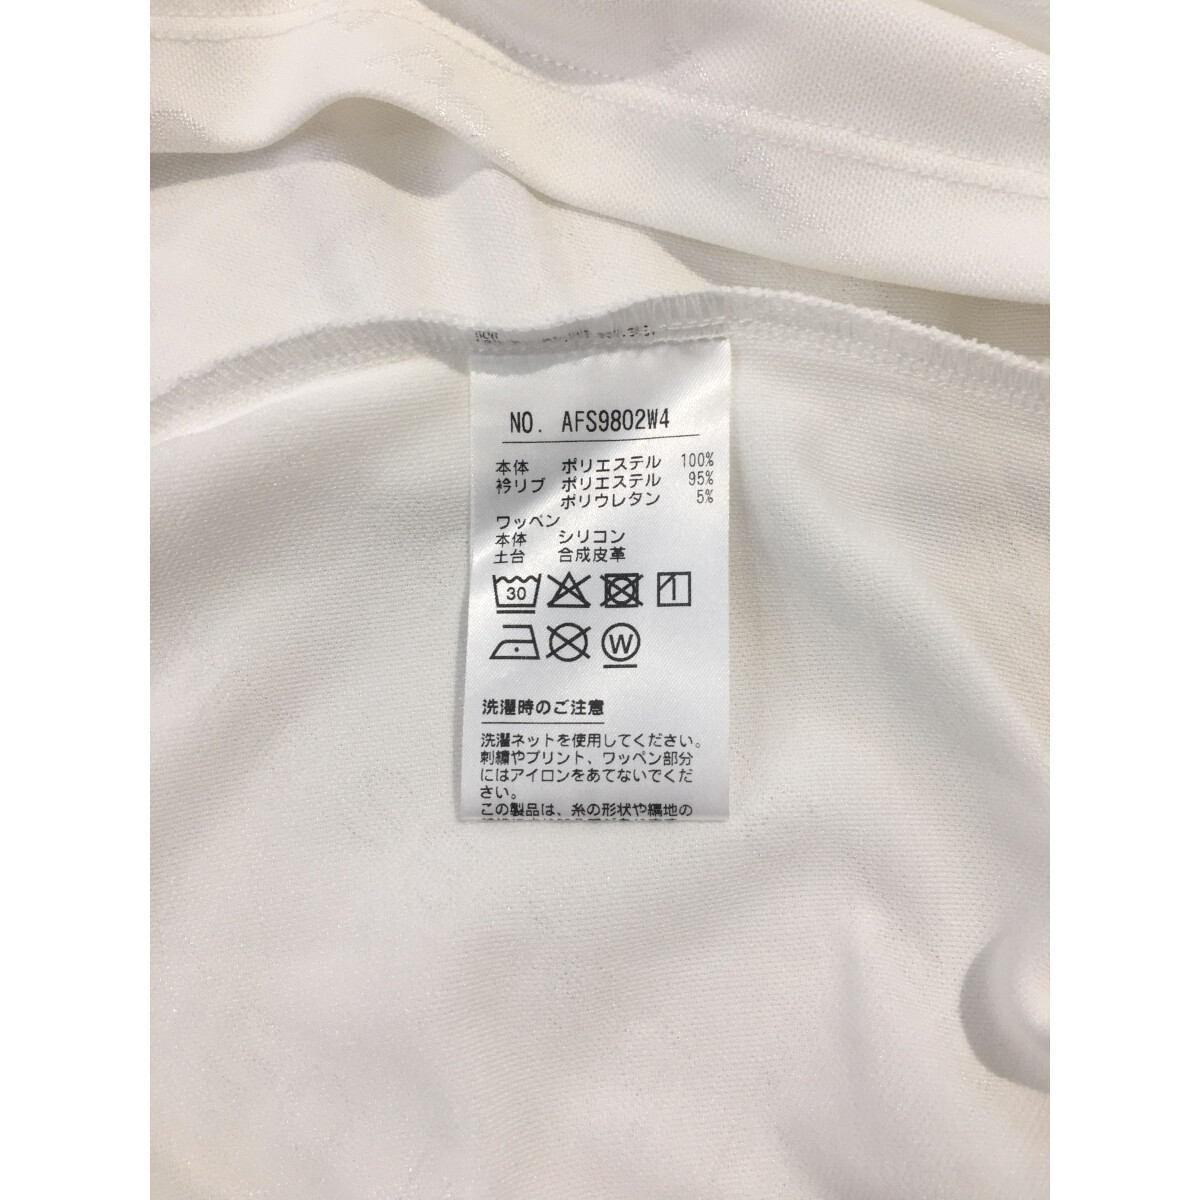 NO. AFS9802W4
本体 ポリエステル 100%
衿リブ ポリエステル 95%
ポリウレタン 5%
ワッペン
本体 シリコン
土台 合成皮革
30
W
洗濯時のご注意
洗濯ネットを使用してください。
刺繍やプリント、ワッペン部分
にはアイロンをあてないでくだ
さい。
この製品は、糸の形状や編地の